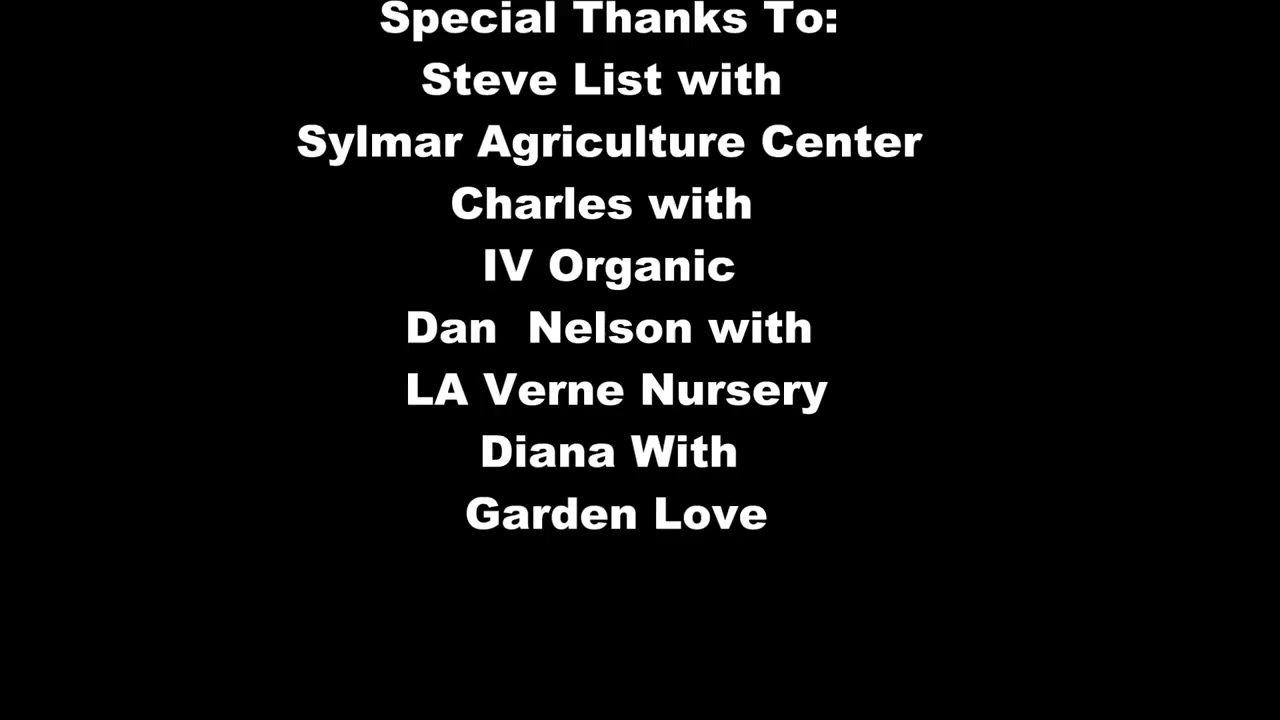 Special Thanks To:
Steve List with
Sylmar Agriculture Center
Charles with
IV Organic
Dan  Nelson with
LA Verne Nursery
Diana With
Garden Love